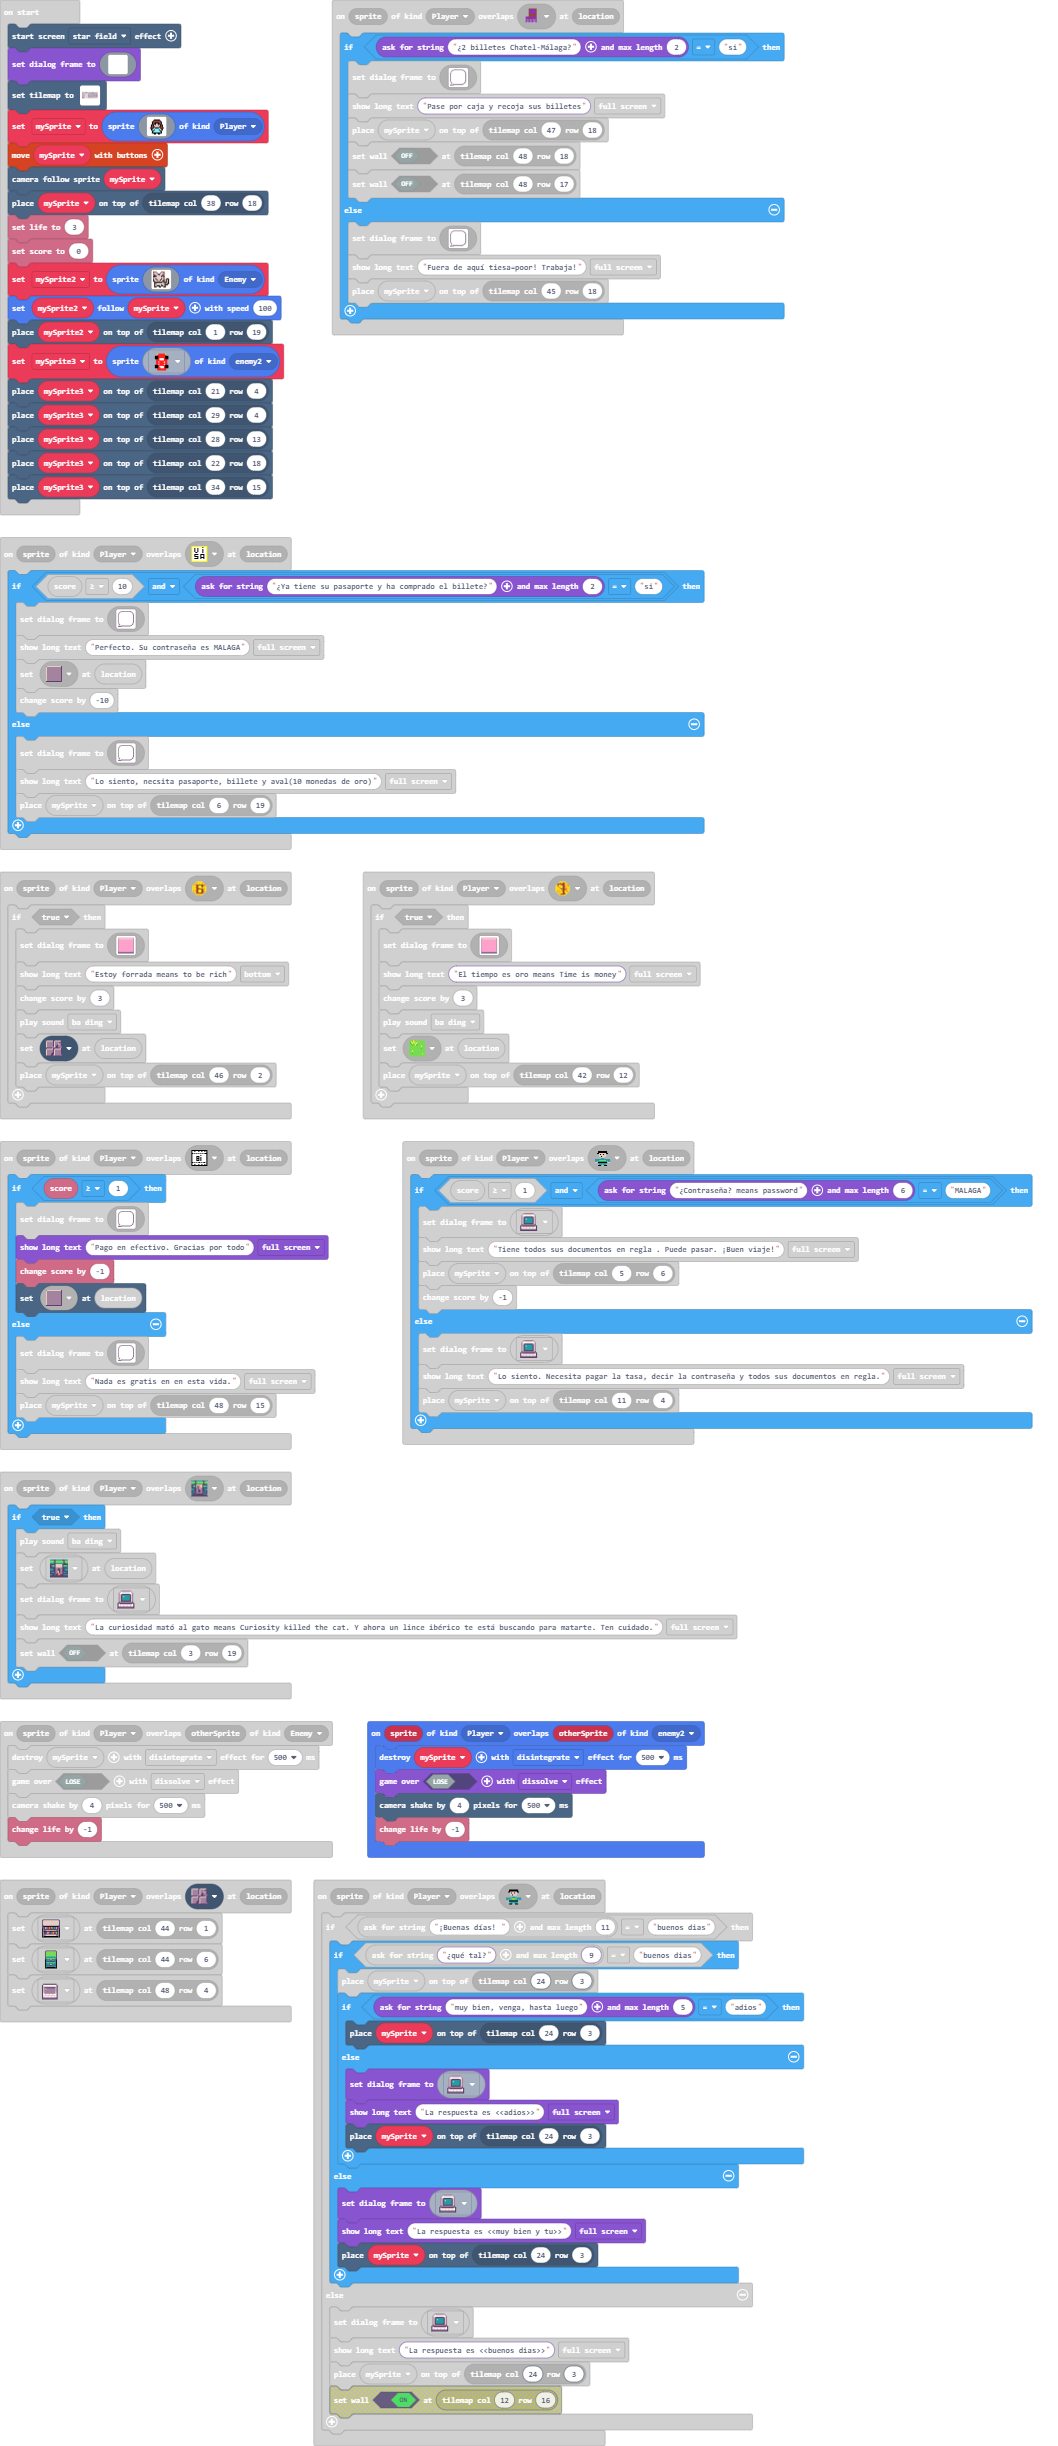 on start
start screen star field effect
set dialog frame to
set tilemap to
set mySprite to sprite of kind Player
move mySprite with buttons
camera follow sprite mySprite
place mySprite on top of tilemap col 38 row 18
set life to 3
set score to 0
set mySprite2 to sprite of kind Enemy
set mySprite2 follow mySprite with speed 100
place mySprite2 on top of tilemap col 1 row 19
set mySprite3 to sprite of kind enemy2
place mySprite3 on top of tilemap col 21 row 4
place mySprite3 on top of tilemap col 29 row 4
place mySprite3 on top of tilemap col 28 row 13
place mySprite3 on top of tilemap col 22 row 18
place mySprite3 on top of tilemap col 34 row 15
on sprite of kind Player overlaps at location
if ask for string "¿2 billetes Chatel-Málaga?" and max length 2 = "si" then
set dialog frame to
show long text "Pase por caja y recoja sus billetes" full screen
place mySprite on top of tilemap col 47 row 18
set wall OFF at tilemap col 48 row 18
set wall OFF at tilemap col 48 row 17
else
set dialog frame to
show long text "Fuera de aquí tiesa=poor! Trabaja!" full screen
place mySprite on top of tilemap col 45 row 18
on sprite of kind Player overlaps VISA at location
if score ≥ 10 and ask for string "¿Ya tiene su pasaporte y ha comprado el billete?" and max length 2 = "si" then
set dialog frame to
show long text "Perfecto. Su contraseña es MALAGA" full screen
set at location
change score by -10
else
set dialog frame to
show long text "Lo siento, necsita pasaporte, billete y aval(10 monedas de oro)" full screen
place mySprite on top of tilemap col 6 row 19
on sprite of kind Player overlaps at location
if true then
set dialog frame to
show long text "Estoy forrada means to be rich" bottom
change score by 3
play sound ba ding
set at location
place mySprite on top of tilemap col 46 row 2
on sprite of kind Player overlaps at location
if true then
set dialog frame to
show long text "El tiempo es oro means Time is money" full screen
change score by 3
play sound ba ding
set at location
place mySprite on top of tilemap col 42 row 12
on sprite of kind Player overlaps Bi at location
if score ≥ 1 then
set dialog frame to
show long text "Pago en efectivo. Gracias por todo" full screen
change score by -1
set at location
else
set dialog frame to
show long text "Nada es gratis en en esta vida." full screen
place mySprite on top of tilemap col 48 row 15
on sprite of kind Player overlaps at location
if score ≥ 1 and ask for string "¿Contraseña? means password" and max length 6 = "MALAGA" then
set dialog frame to
show long text "Tiene todos sus documentos en regla . Puede pasar. ¡Buen viaje!" full screen
place mySprite on top of tilemap col 5 row 6
change score by -1
else
set dialog frame to
show long text "Lo siento. Necesita pagar la tasa, decir la contraseña y todos sus documentos en regla." full screen
place mySprite on top of tilemap col 11 row 4
on sprite of kind Player overlaps at location
if true then
play sound ba ding
set at location
set dialog frame to
show long text "La curiosidad mató al gato means Curiosity killed the cat. Y ahora un lince ibérico te está buscando para matarte. Ten cuidado." full screen
set wall OFF at tilemap col 3 row 19
on sprite of kind Player overlaps otherSprite of kind Enemy
destroy mySprite with disintegrate effect for 500 ms
game over LOSE with dissolve effect
camera shake by 4 pixels for 500 ms
change life by -1
on sprite of kind Player overlaps otherSprite of kind enemy2
destroy mySprite with disintegrate effect for 500 ms
game over LOSE with dissolve effect
camera shake by 4 pixels for 500 ms
change life by -1
on sprite of kind Player overlaps at location
set at tilemap col 44 row 1
set at tilemap col 44 row 6
set at tilemap col 48 row 4
on sprite of kind Player overlaps at location
if ask for string "¡Buenas días! " and max length 11 = "buenos dias" then
if ask for string "¿qué tal?" and max length 9 = "buenos dias" then
place mySprite on top of tilemap col 24 row 3
if ask for string "muy bien, venga, hasta luego" and max length 5 = "adios" then
place mySprite on top of tilemap col 24 row 3
else
set dialog frame to
show long text "La respuesta es <<adios>>" full screen
place mySprite on top of tilemap col 24 row 3
else
set dialog frame to
show long text "La respuesta es <<muy bien y tu>>" full screen
place mySprite on top of tilemap col 24 row 3
else
set dialog frame to
show long text "La respuesta es <<buenos dias>>" full screen
place mySprite on top of tilemap col 24 row 3
set wall ON at tilemap col 12 row 16